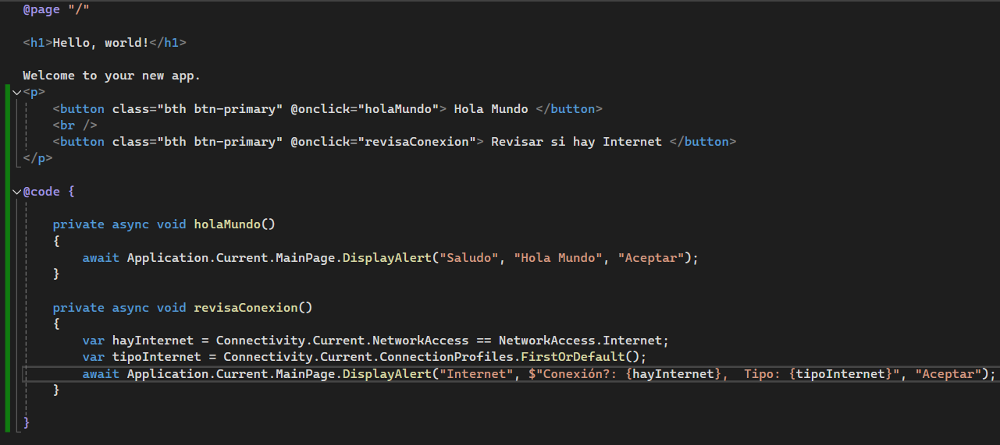 @page "/"
<h1>Hello, world!</h1>
Welcome to your new app.
<p>
<button class="bth btn-primary" @onclick="holaMundo"> Hola Mundo </button>
<br />
<button class="bth btn-primary" @onclick="revisaConexion"> Revisar si hay Internet </button>
</p>
@code {
private async void holaMundo()
{
await Application.Current.MainPage.DisplayAlert("Saludo", "Hola Mundo", "Aceptar");
}
private async void revisaConexion()
{
var hayInternet = Connectivity.Current.NetworkAccess == NetworkAccess.Internet;
var tipoInternet = Connectivity.Current.ConnectionProfiles.FirstOrDefault();
await Application.Current.MainPage.DisplayAlert("Internet", $"Conexión?: {hayInternet},  Tipo: {tipoInternet}", "Aceptar");
}
}